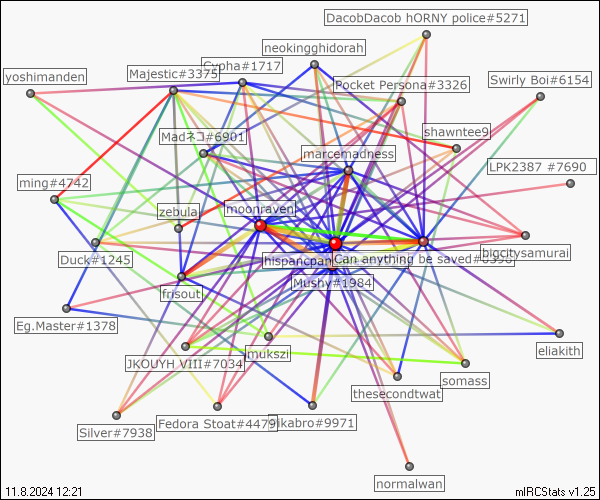 DacobDacob hORNY police#5271
neokingghidorah
Cypha#1717
Majestic#3375
yoshimanden
Pocket Persona#3326
Swirly Boi#6154
Madネコ#6901
shawntee9
marcemadness
LPK2387 #7690
ming#4742
zebula
moonraven
bigcitysamurai
Duck#1245
hispancpan
Can anything be saved#6398
Mushy#1984
frisout
Eg.Master#1378
eliakith
mukszi
JKOUYH VIII#7034
somass
thesecondtwat
Silver#7938
Fedora Stoat#4479
ikabro#9971
normalwan
11.8.2024 12:21
mIRCStats v1.25